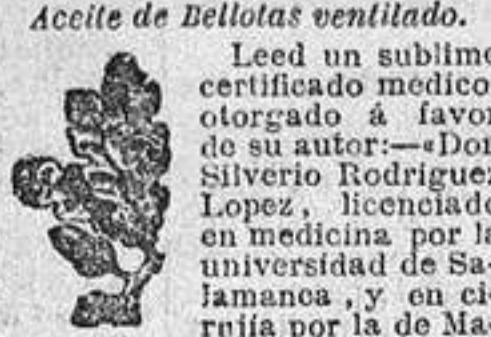 Aceite de Bellotas ventilado.
Leed un sublime
certificado medico
otorgado á favor
de su autor:—«Don
Silverio Rodriguez
Lopez, licenciado
en medicina por la
universidad de Sa-
lamanca, y en ci-
rujía por la de Ma-